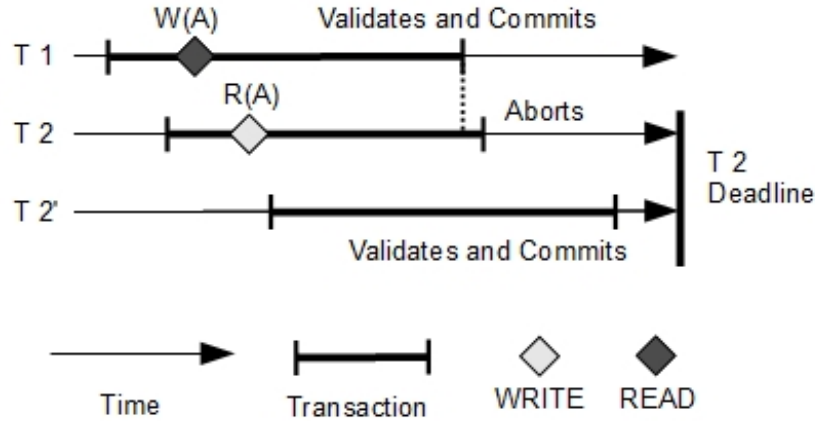 W(A)
Validates and Commits
T 1
R(A)
Aborts
T 2
T 2
Deadline
T 2'
Validates and Commits
Time
Transaction
WRITE
READ